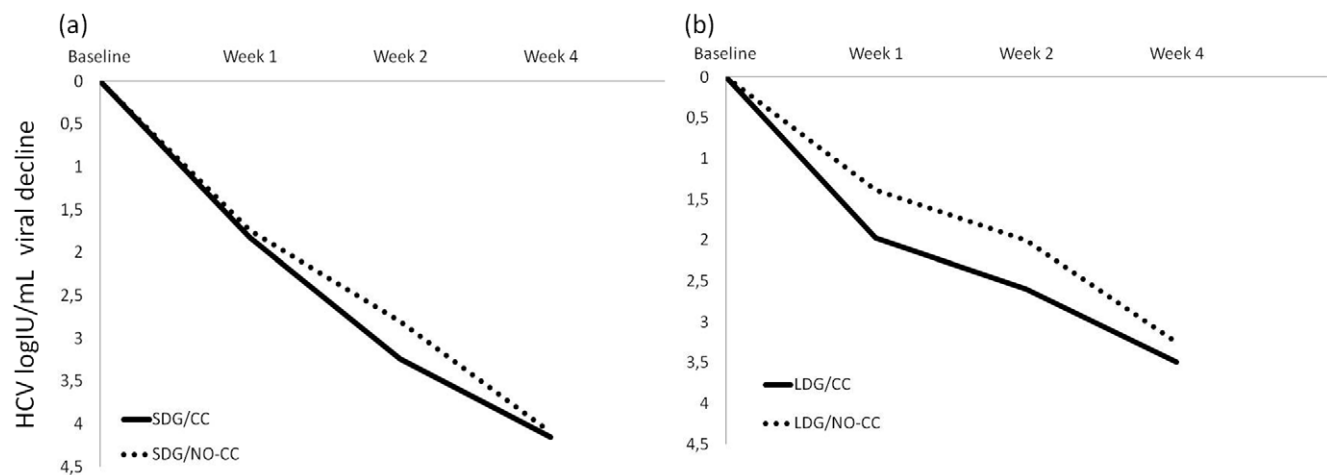 (a)
Baseline Week 1 Week 2 Week 4
0
0,5
1
1,5
2
2,5
3
3,5
4
4,5
HCV logIU/mL viral decline
SDG/CC
SDG/NO-CC
(b)
Baseline Week 1 Week 2 Week 4
0
0,5
1
1,5
2
2,5
3
3,5
4
4,5
LDG/CC
LDG/NO-CC